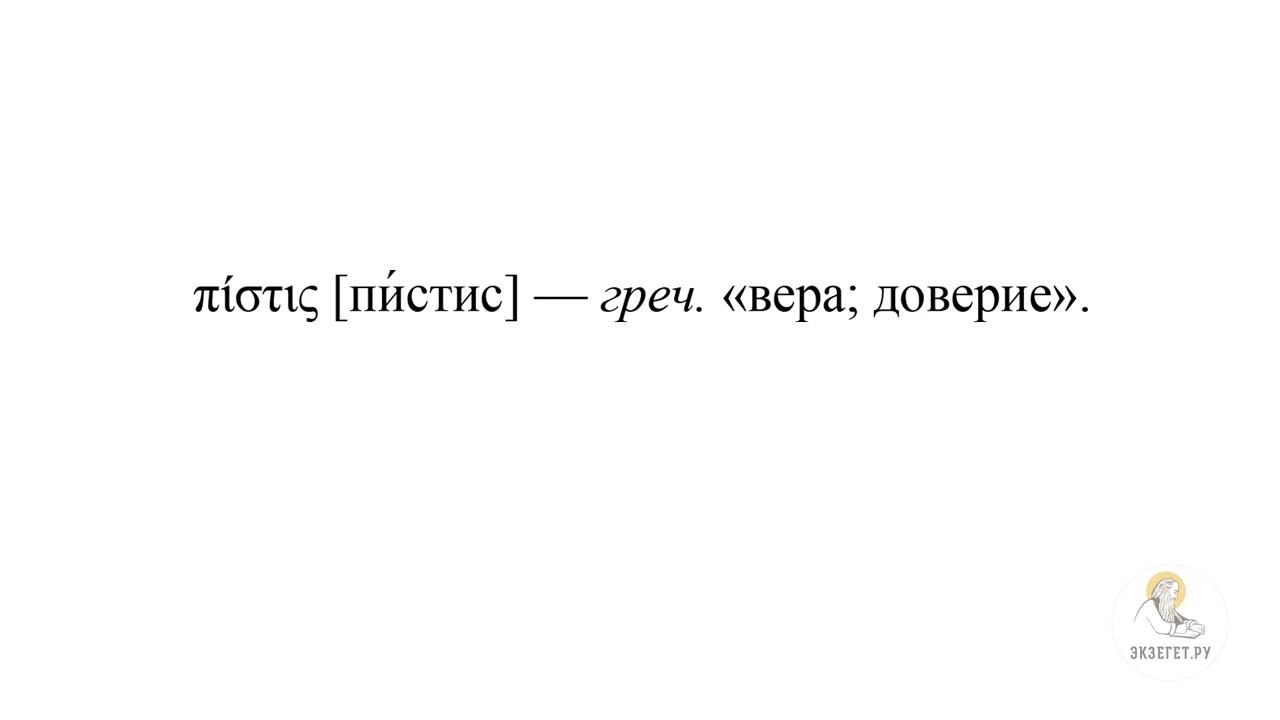 πίστις [пи́стис] — греч. «вера; доверие».
ЭКЗЕГЕТ.РУ